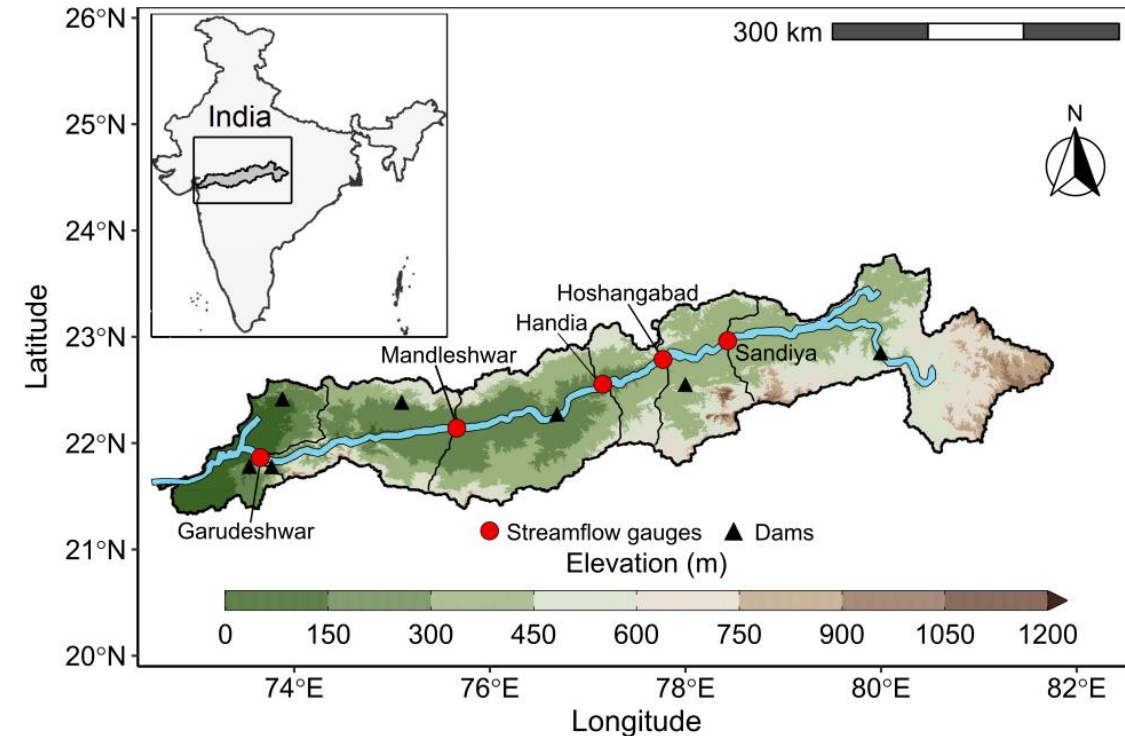 26°N
25°N
24°N
23°N
22°N
21°N
20°N
Latitude
India
300 km
N
Hoshangabad
Handia
Mandleshwar
Sandiya
Garudeshwar
Streamflow gauges
Dams
Elevation (m)
0 150 300 450 600 750 900 1050 1200
74°E 76°E 78°E 80°E 82°E
Longitude